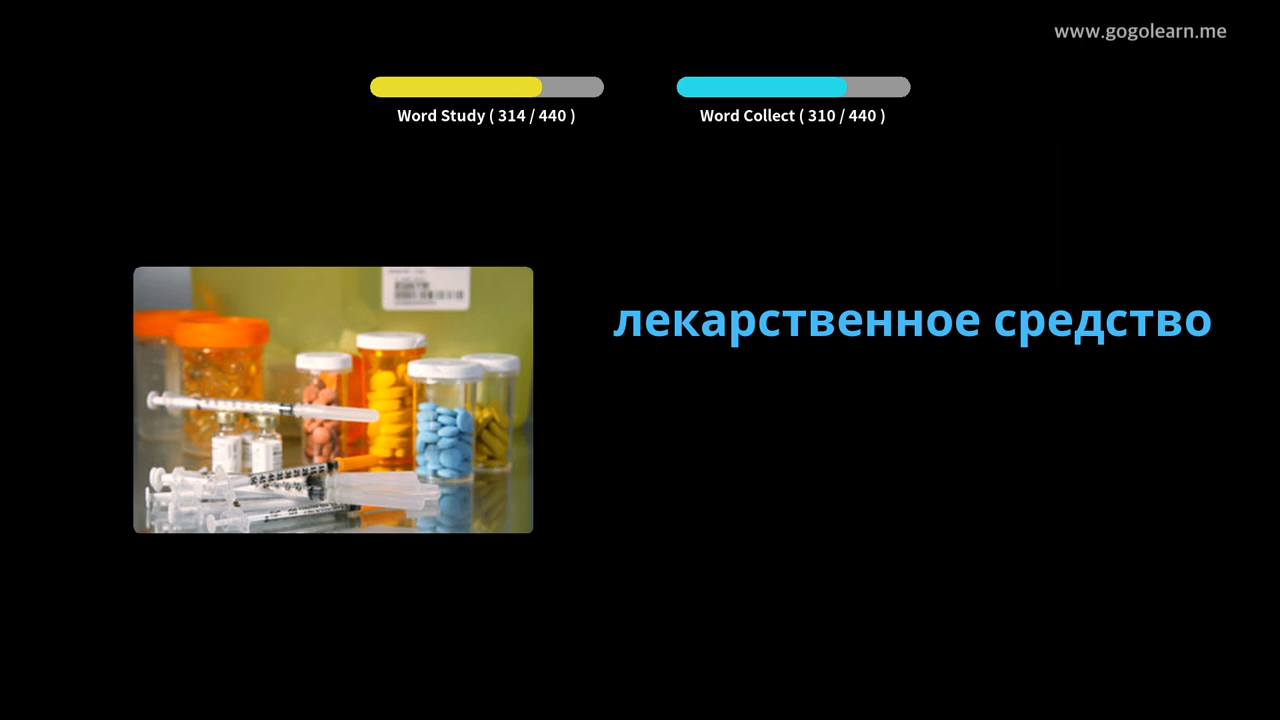 www.gogolearn.me
Word Study ( 314 / 440 )
Word Collect ( 310 / 440 )
лекарственное средство